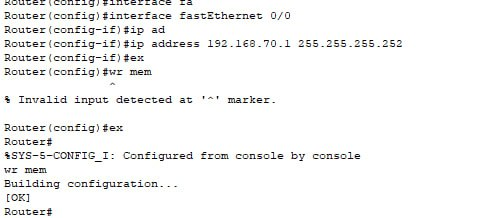 Router(config)#interface fa
Router(config)#interface fastEthernet 0/0
Router(config-if)#ip ad
Router(config-if)#ip address 192.168.70.1 255.255.255.252
Router(config-if)#ex
Router(config)#wr mem
^
% Invalid input detected at '^' marker.
Router(config)#ex
Router#
%SYS-5-CONFIG_I: Configured from console by console
wr mem
Building configuration...
[OK]
Router#